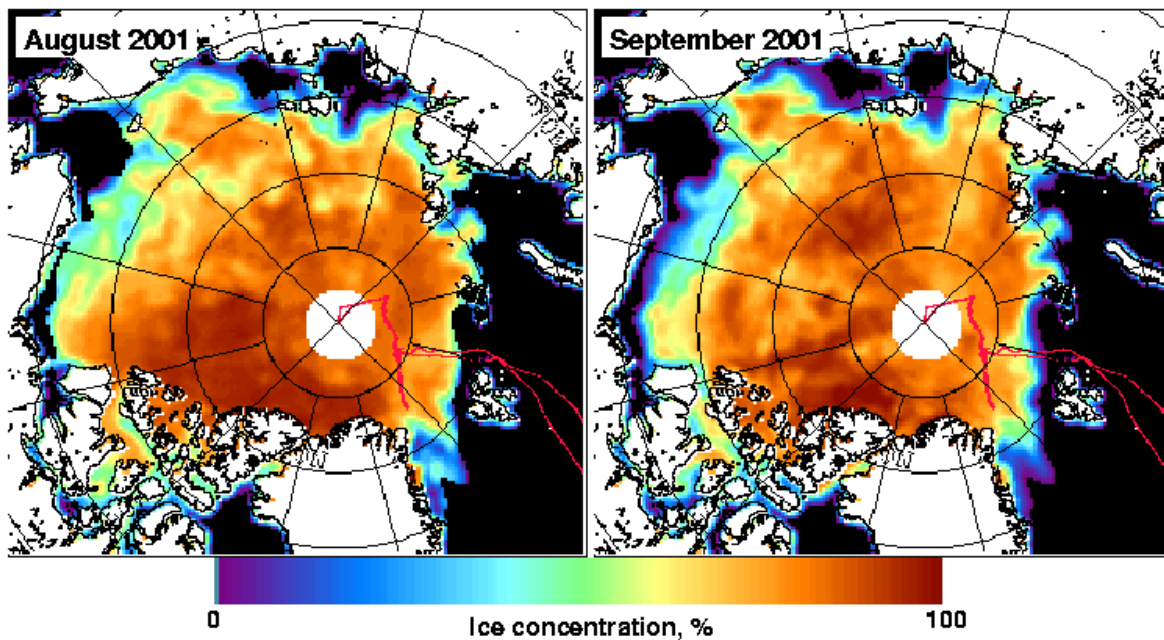 August 2001
September 2001
0
100
Ice concentration, %